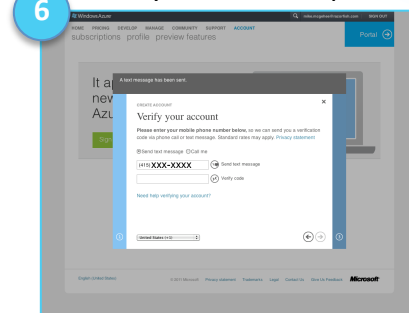 6
Windows Azure
SIGN OUT
HOME PRICING DEVELOP MANAGE COMMUNITY SUPPORT ACCOUNT
subscriptions profile preview features
Portal
It a
new
Azu
Sign
A text message has been sent.
CREATE ACCOUNT
Verify your account
Please enter your mobile phone number below, so we can send you a verification
code via phone call or text message. Standard rates may apply. Privacy statement
Send text message Call me
(415) XXX-XXXX Send text message
Verify code
Need help verifying your account?
United States (+1)
English (United States)
© 2011 Microsoft Privacy statement Trademarks Legal Contact Us Give Us Feedback Microsoft